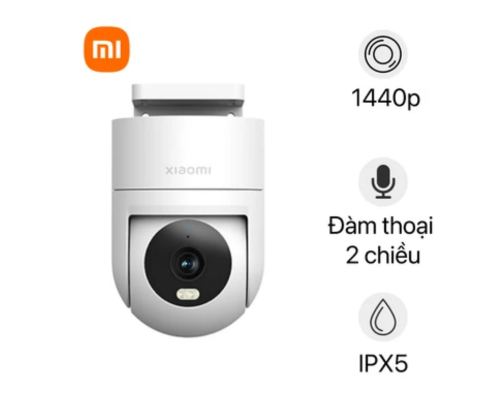 mi
xiaomi
1440p
Đàm thoại
2 chiều
IPX5